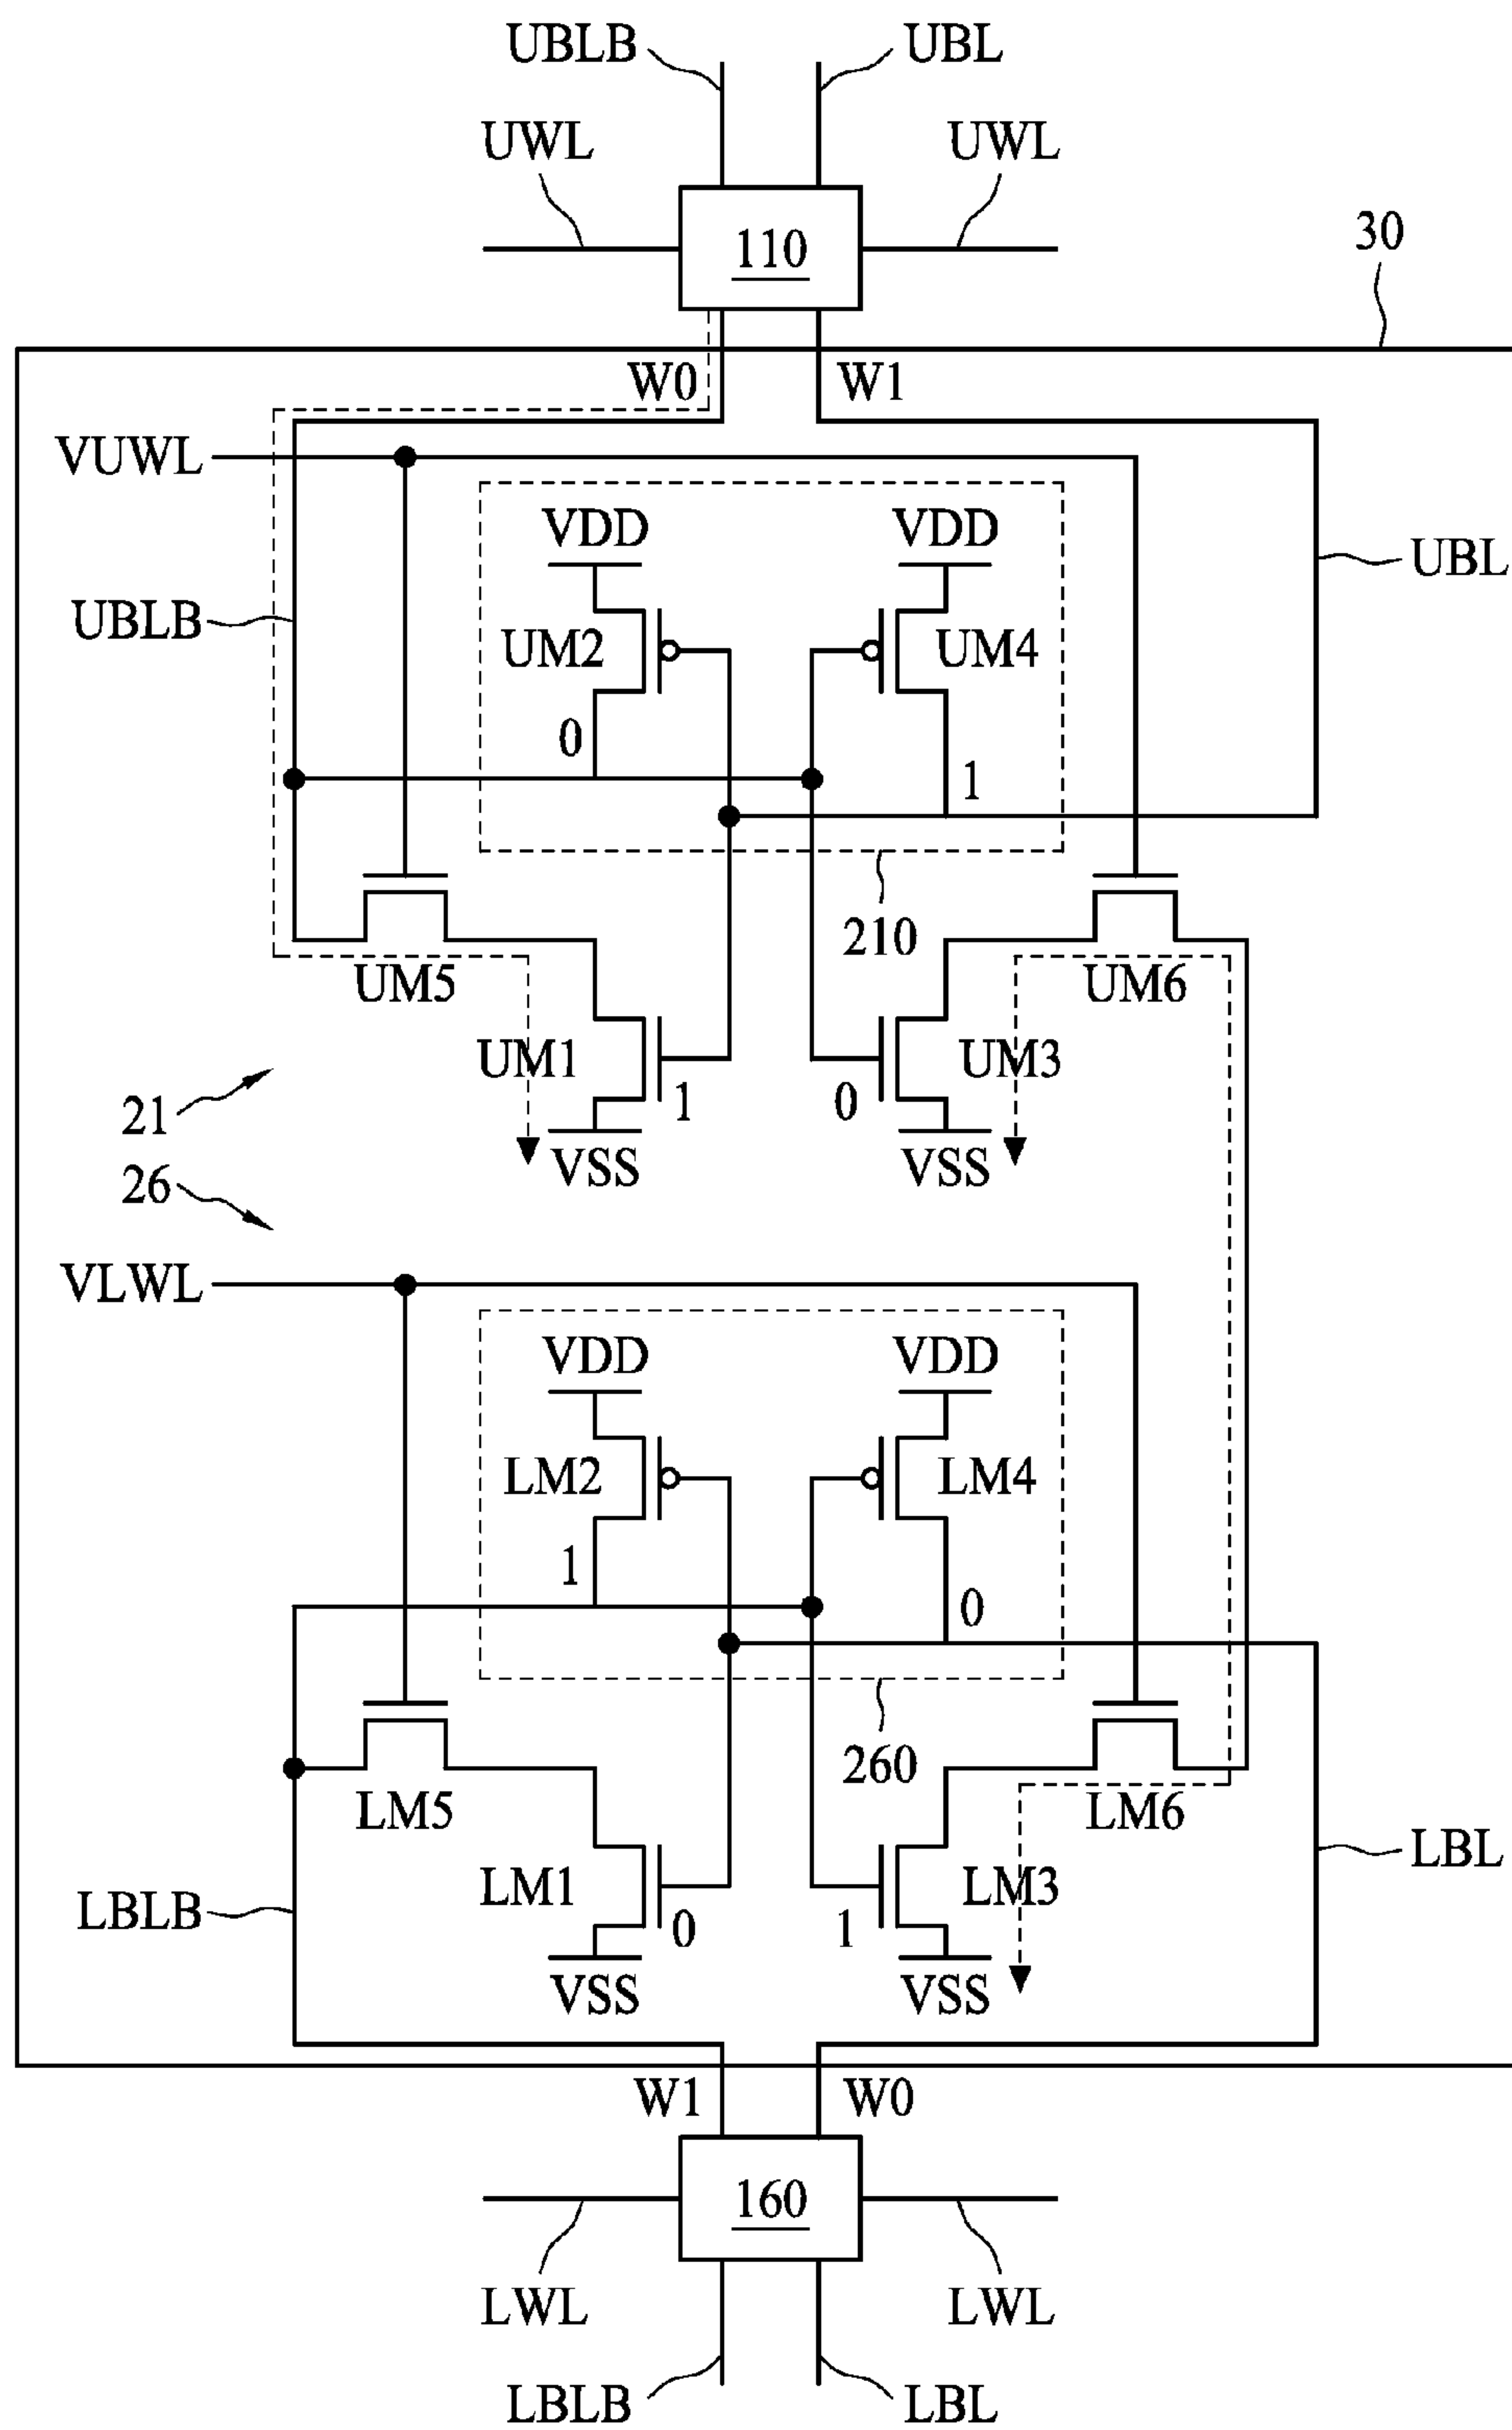 UBLB UBL
UWL UWL
110
30
W0 W1
VUWL
VDD VDD
UBL
UBLB
UM2 UM4
0
1
210
UM5 UM6
UM1 UM3
1 0
21
VSS VSS
26
VLWL
VDD VDD
LM2 LM4
1
0
260
LM5 LM6
LBL
LM1 LM3
LBLB
0 1
VSS VSS
W1 W0
160
LWL LWL
LBLB LBL